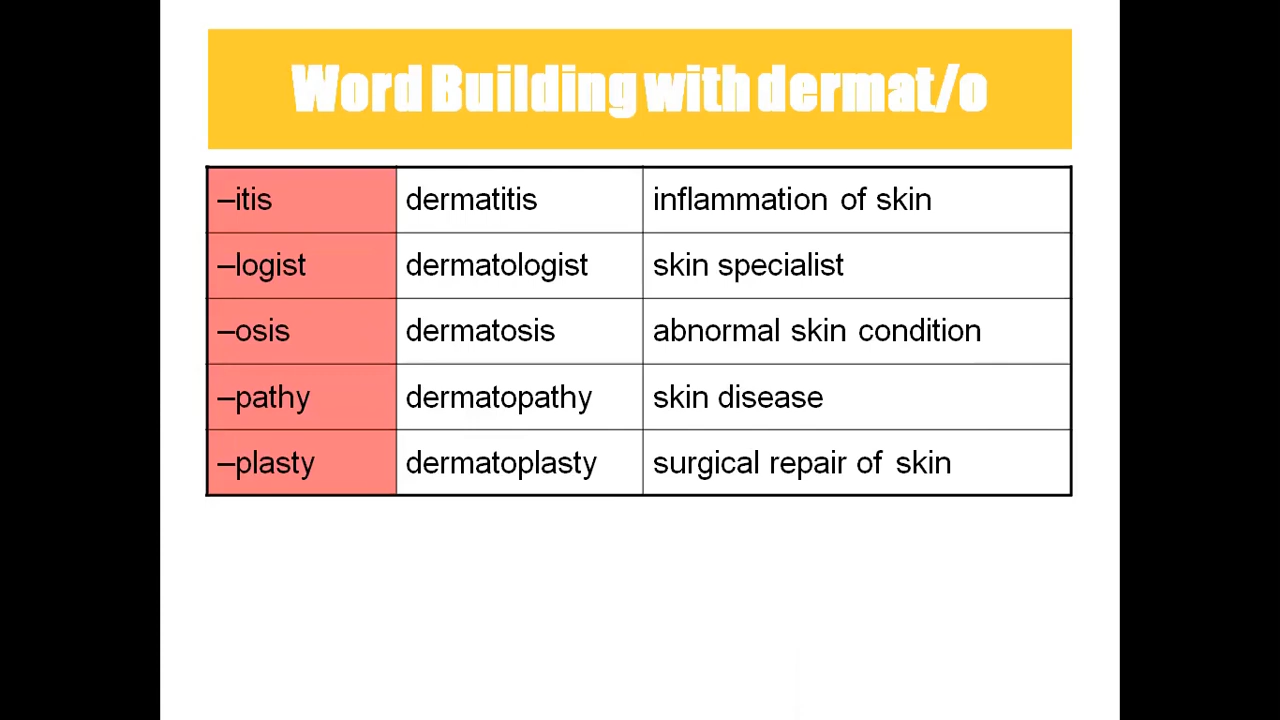 Word Building with dermat/o
–itis dermatitis inflammation of skin
–logist dermatologist skin specialist
–osis dermatosis abnormal skin condition
–pathy dermatopathy skin disease
–plasty dermatoplasty surgical repair of skin